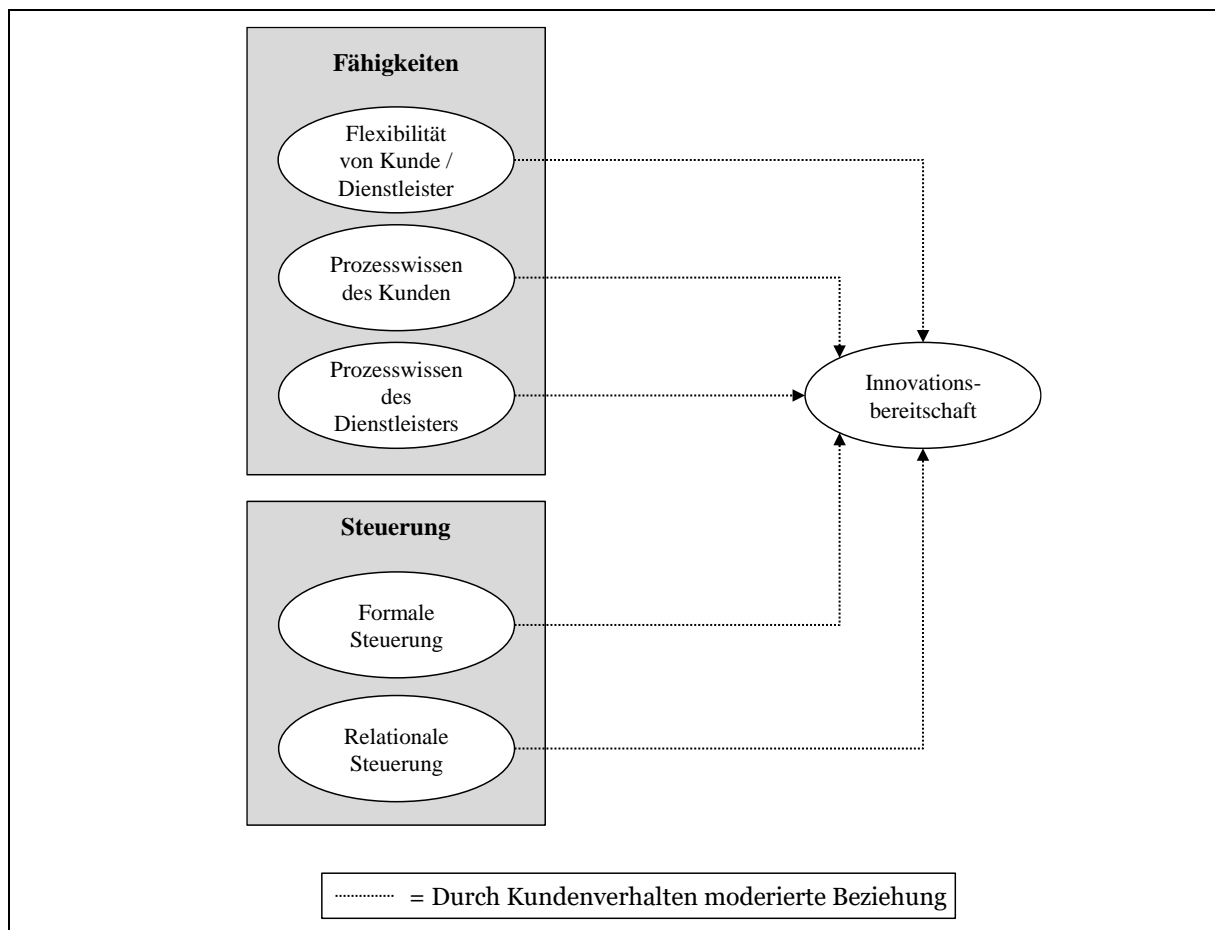 Fähigkeiten
Flexibilität
von Kunde /
Dienstleister
Prozesswissen
des Kunden
Prozesswissen
des
Dienstleisters
Innovations-
bereitschaft
Steuerung
Formale
Steuerung
Relationale
Steuerung
= Durch Kundenverhalten moderierte Beziehung